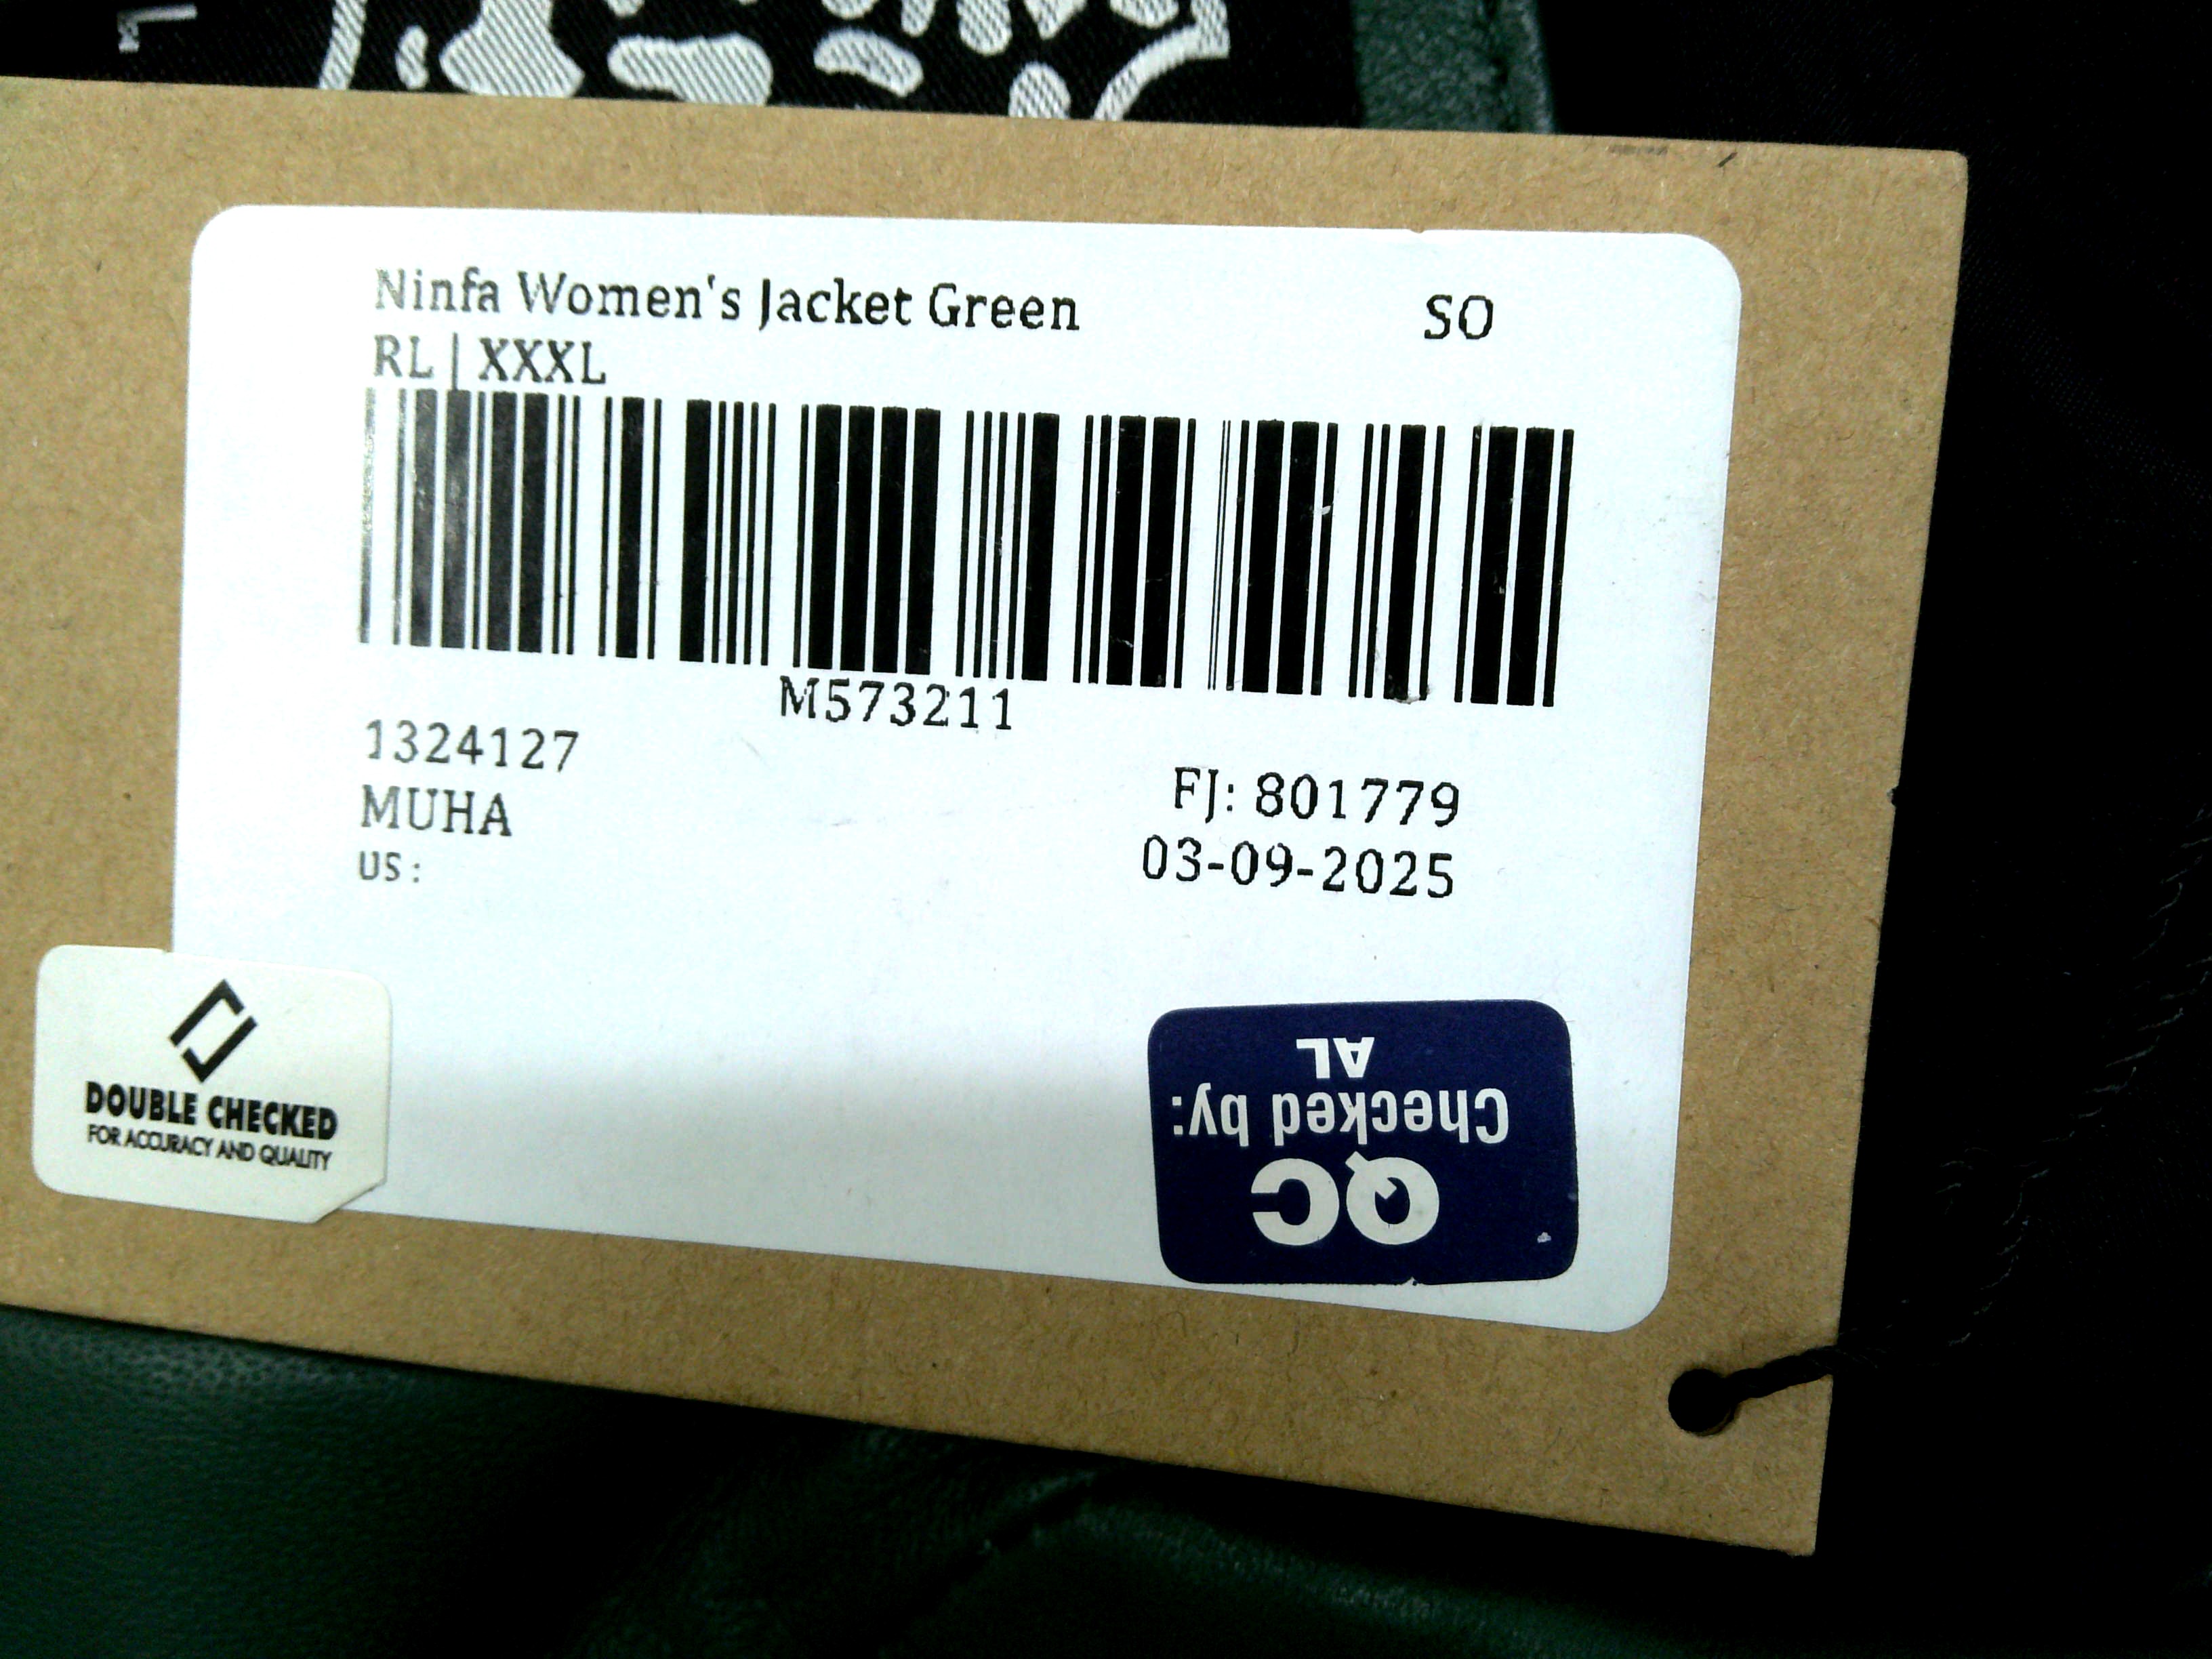 Ninfa Women's Jacket Green
SO
RL | XXXL
M573211
1324127
MUHA
US :
FJ: 801779
03-09-2025
DOUBLE CHECKED
FOR ACCURACY AND QUALITY
QC
Checked by:
AL